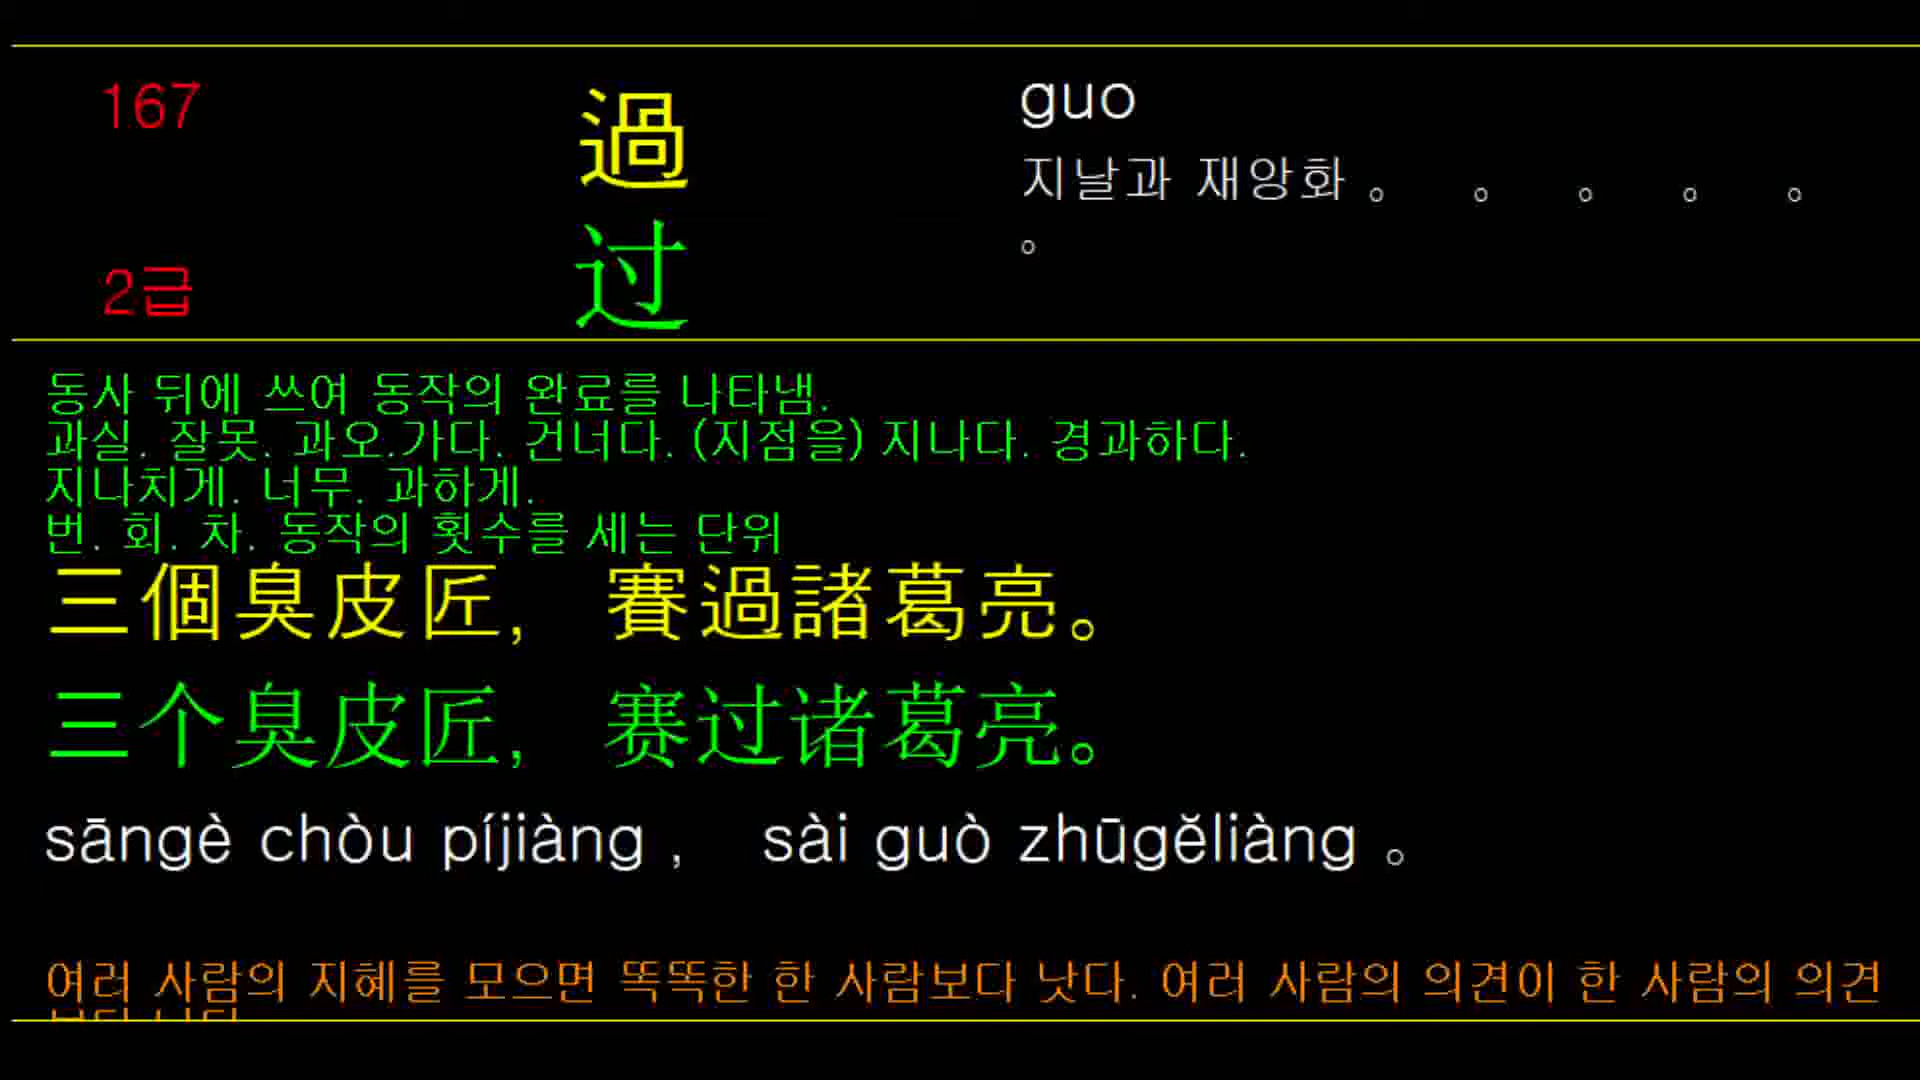 167
過
guo
지날과 재앙화 。 。 。 。 。
。
过
2급
동사 뒤에 쓰여 동작의 완료를 나타냄.
과실. 잘못. 과오.가다. 건너다. (지점을) 지나다. 경과하다.
지나치게. 너무. 과하게.
번. 회. 차. 동작의 횟수를 세는 단위
三個臭皮匠, 賽過諸葛亮。
三个臭皮匠, 赛过诸葛亮。
sāngè chòu píjiàng , sài guò zhūgĕliàng 。
여러 사람의 지혜를 모으면 똑똑한 한 사람보다 낫다. 여러 사람의 의견이 한 사람의 의견